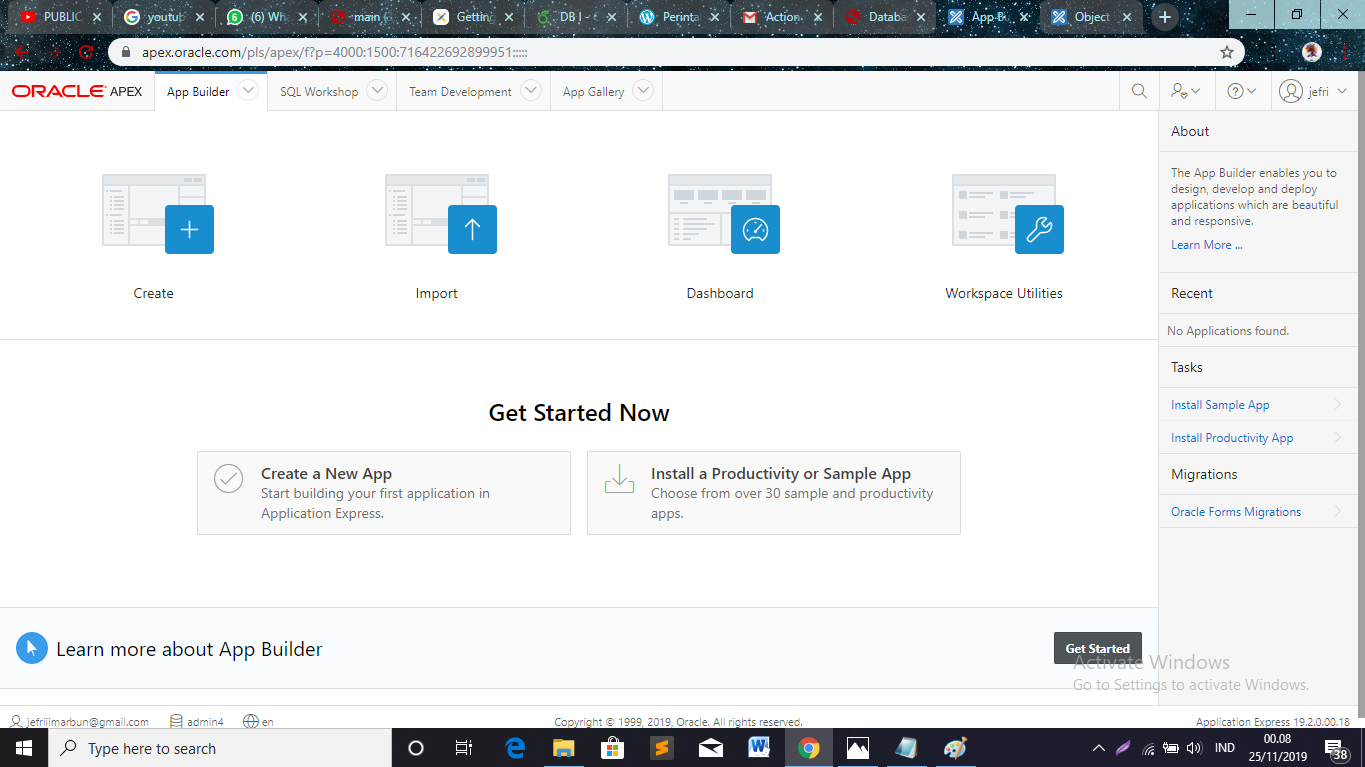 PUBLIC
youtub
(6) Wh
main (
Getting
DB I - 
Perinta
Action
Databa
App B
Object
apex.oracle.com/pls/apex/f?p=4000:1500:716422692899951:::::
ORACLE APEX
App Builder
SQL Workshop
Team Development
App Gallery
jefri
Create
Import
Dashboard
Workspace Utilities
Get Started Now
Create a New App
Start building your first application in
Application Express.
Install a Productivity or Sample App
Choose from over 30 sample and productivity
apps.
Learn more about App Builder
Get Started
About
The App Builder enables you to
design, develop and deploy
applications which are beautiful
and responsive.
Learn More ...
Recent
No Applications found.
Tasks
Install Sample App
Install Productivity App
Migrations
Oracle Forms Migrations
Activate Windows
Go to Settings to activate Windows.
jefriiimarbun@gmail.com
admin4
en
Copyright © 1999, 2019, Oracle. All rights reserved.
Application Express 19.2.0.00.18
Type here to search
IND
00.08
25/11/2019
38